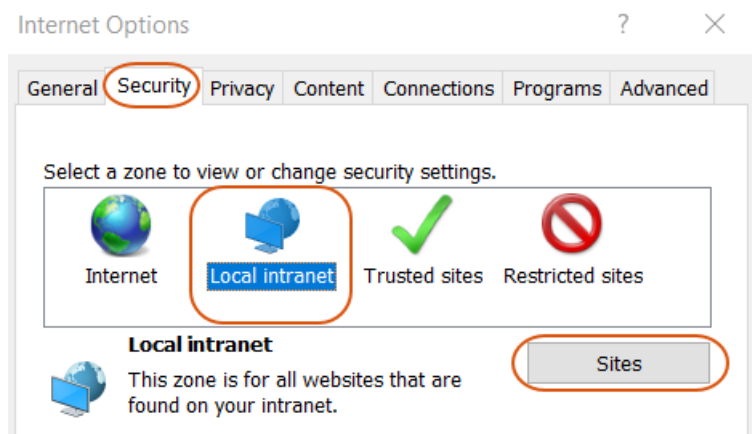 Internet Options ?
General Security Privacy Content Connections Programs Advanced
Select a zone to view or change security settings.
Internet Local intranet Trusted sites Restricted sites
Local intranet
Sites
This zone is for all websites that are
found on your intranet.